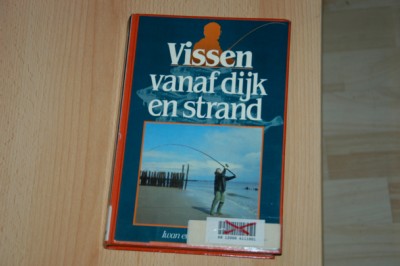 Vissen
vanaf dijk
en strand